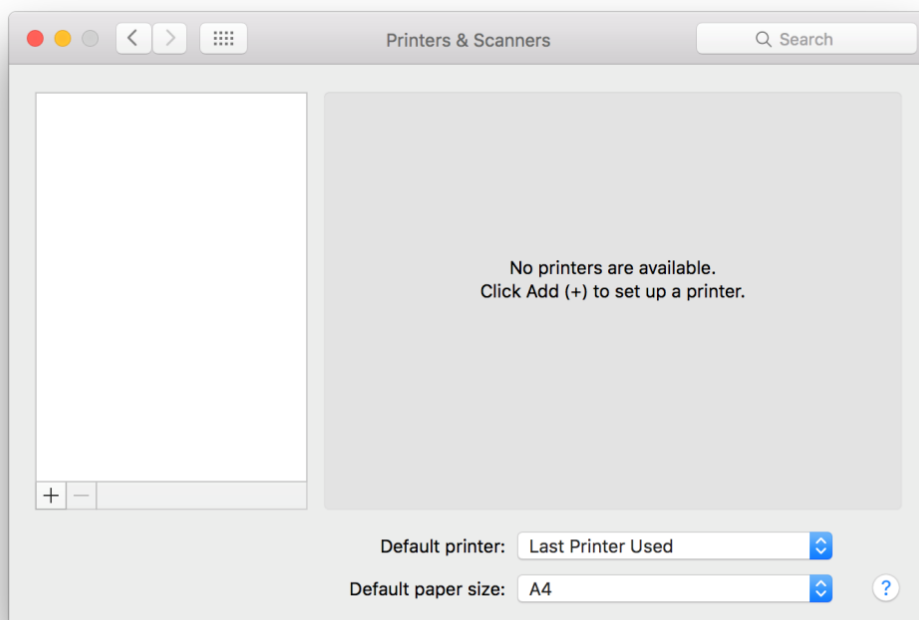 Printers & Scanners
Search
No printers are available.
Click Add (+) to set up a printer.
+ −
Default printer: Last Printer Used
Default paper size: A4
?